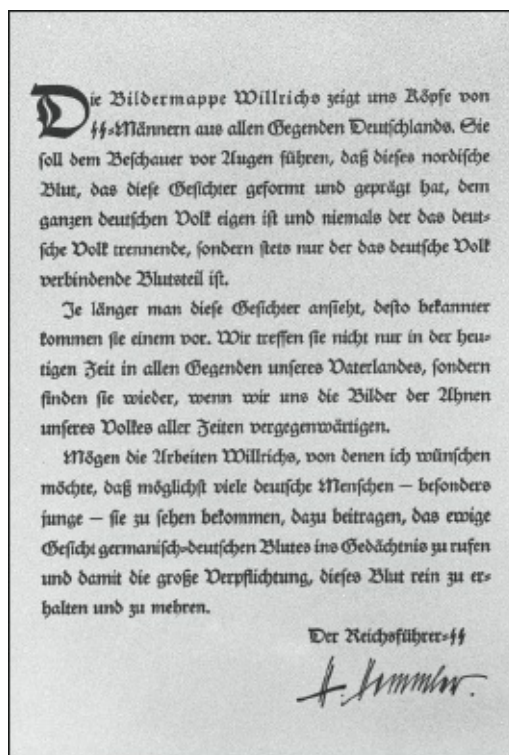 Die Bildermappe Willrichs zeigt uns Köpfe von
SS-Männern aus allen Gegenden Deutschlands. Sie
soll dem Beschauer vor Augen führen, daß dieses nordische
Blut, das diese Gesichter geformt und geprägt hat, dem
ganzen deutschen Volk eigen ist und niemals der das deut-
sche Volk trennende, sondern stets nur der das deutsche Volk
verbindende Blutsteil ist.
Je länger man diese Gesichter ansieht, desto bekannter
kommen sie einem vor. Wir treffen sie nicht nur in der heu-
tigen Zeit in allen Gegenden unseres Vaterlandes, sondern
finden sie wieder, wenn wir uns die Bilder der Ahnen
unseres Volkes aller Zeiten vergegenwärtigen.
Mögen die Arbeiten Willrichs, von denen ich wünschen
möchte, daß möglichst viele deutsche Menschen — besonders
junge — sie zu sehen bekommen, dazu beitragen, das ewige
Gesicht germanisch-deutschen Blutes ins Gedächtnis zu rufen
und damit die große Verpflichtung, dieses Blut rein zu er-
halten und zu mehren.
Der Reichsführer-SS
H. Himmler.